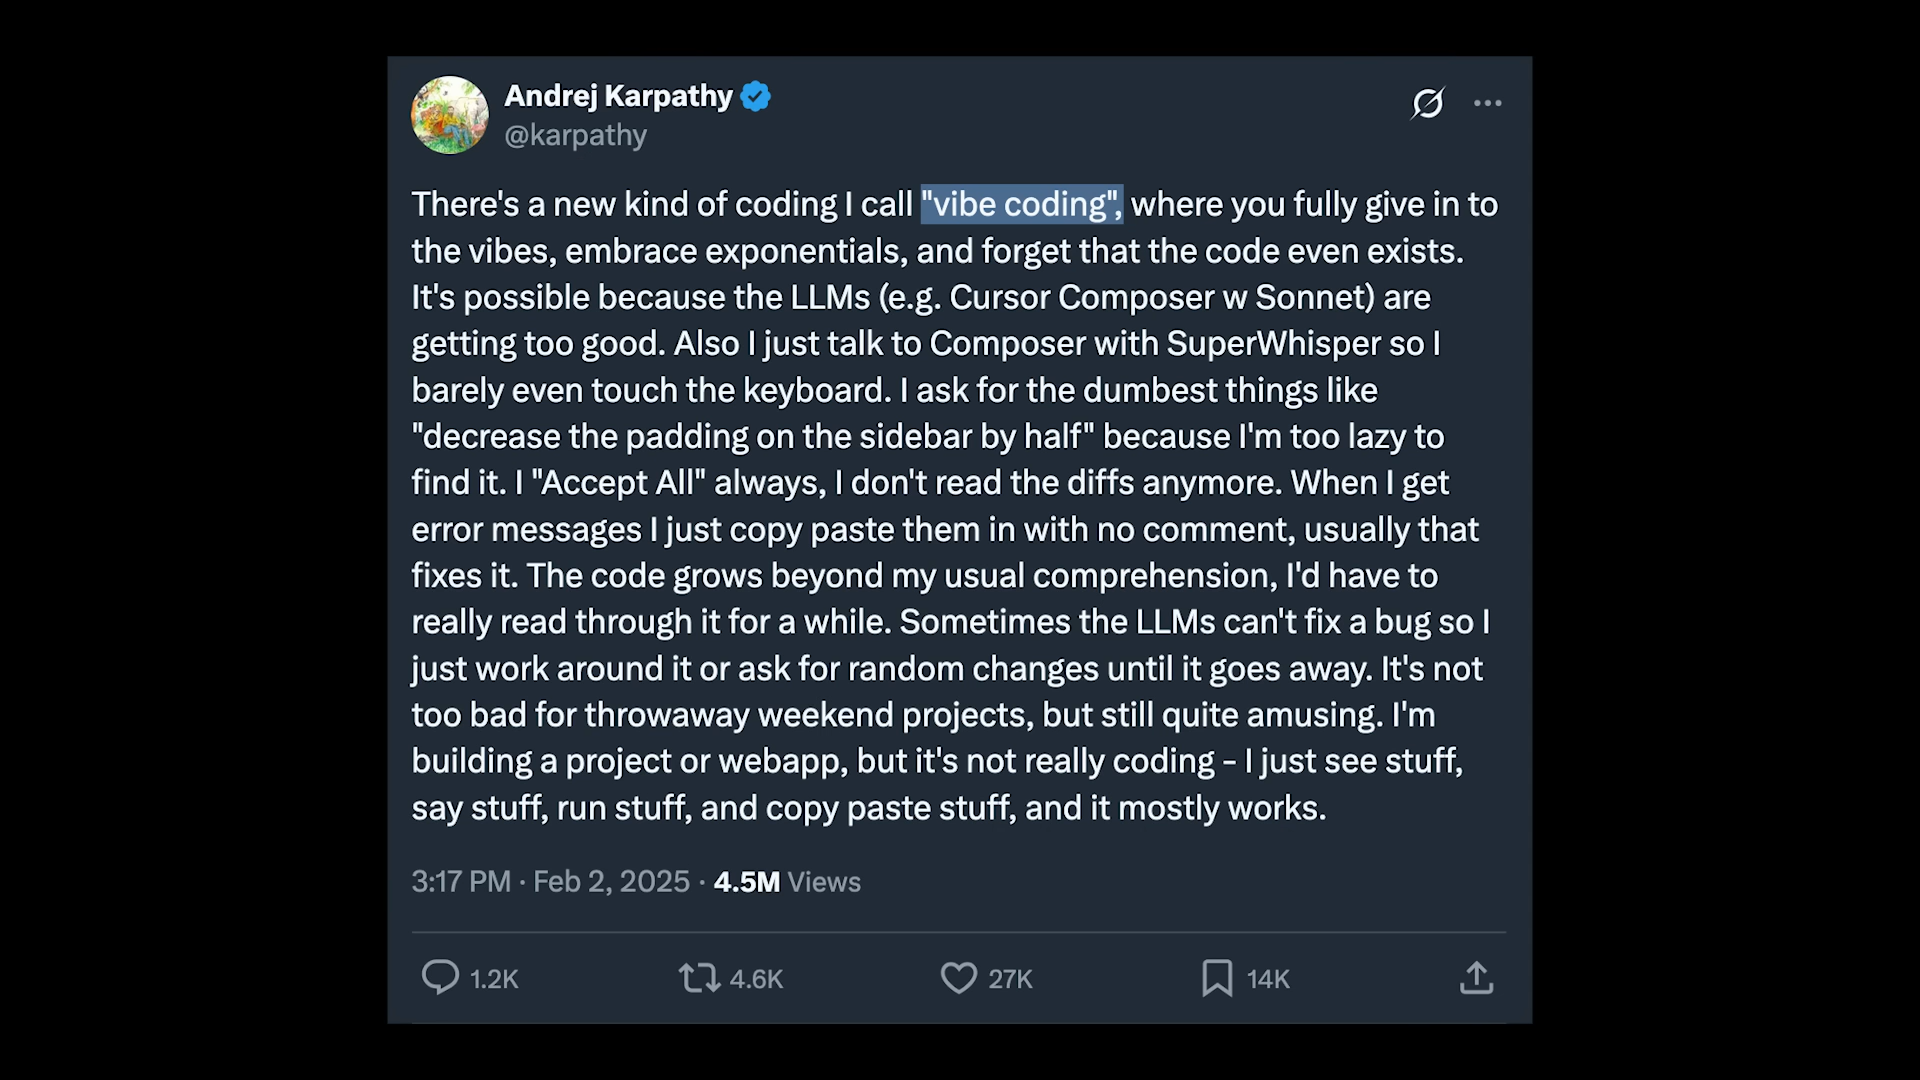 Andrej Karpathy
@karpathy
There's a new kind of coding I call "vibe coding", where you fully give in to
the vibes, embrace exponentials, and forget that the code even exists.
It's possible because the LLMs (e.g. Cursor Composer w Sonnet) are
getting too good. Also I just talk to Composer with SuperWhisper so I
barely even touch the keyboard. I ask for the dumbest things like
"decrease the padding on the sidebar by half" because I'm too lazy to
find it. I "Accept All" always, I don't read the diffs anymore. When I get
error messages I just copy paste them in with no comment, usually that
fixes it. The code grows beyond my usual comprehension, I'd have to
really read through it for a while. Sometimes the LLMs can't fix a bug so I
just work around it or ask for random changes until it goes away. It's not
too bad for throwaway weekend projects, but still quite amusing. I'm
building a project or webapp, but it's not really coding - I just see stuff,
say stuff, run stuff, and copy paste stuff, and it mostly works.
3:17 PM · Feb 2, 2025 · 4.5M Views
1.2K 4.6K 27K 14K